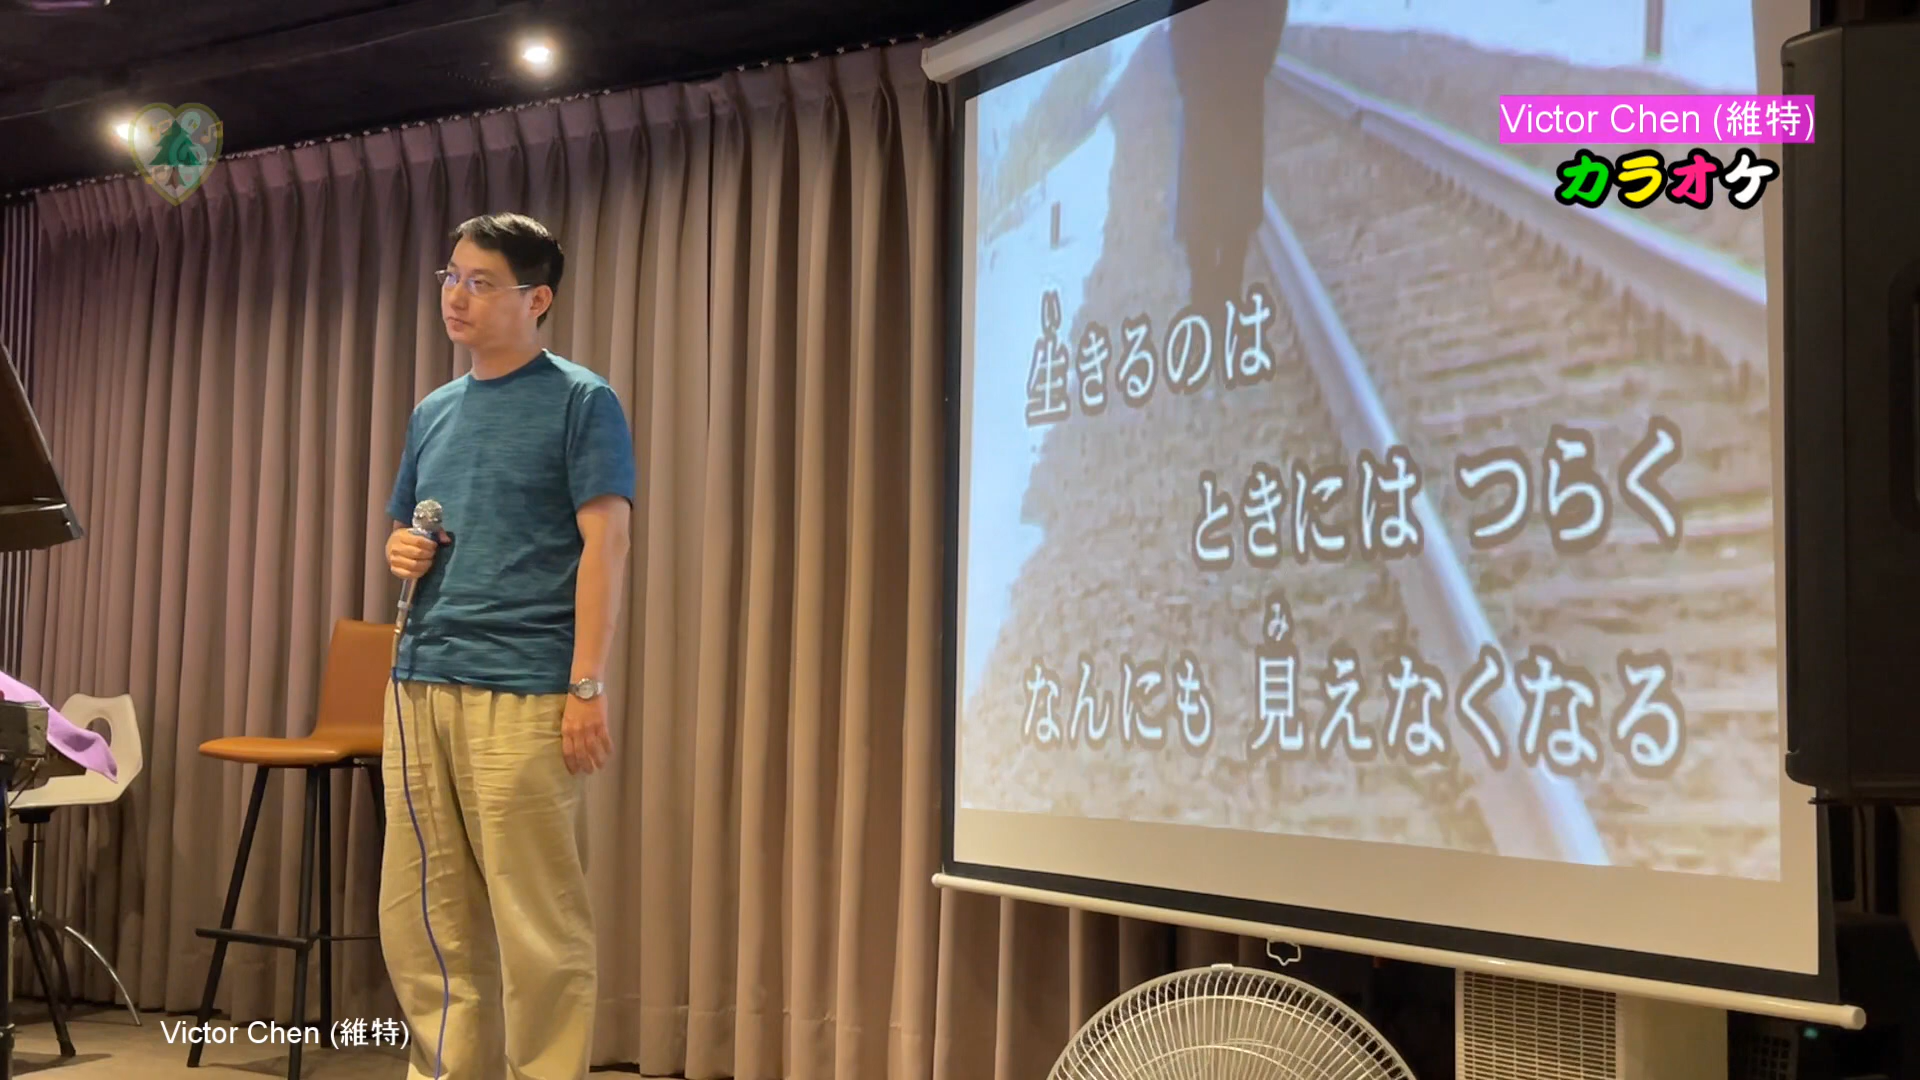 Victor Chen (維特)
カラオケ
い
生きるのは
ときには つらく
み
なんにも 見えなくなる
Victor Chen (維特)